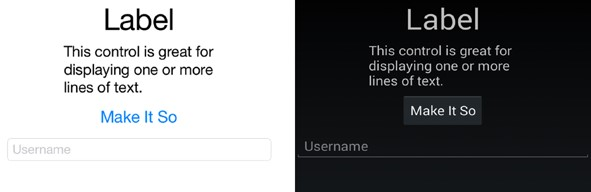 Label
This control is great for
displaying one or more
lines of text.
Make It So
Username
Label
This control is great for
displaying one or more
lines of text.
Make It So
Username